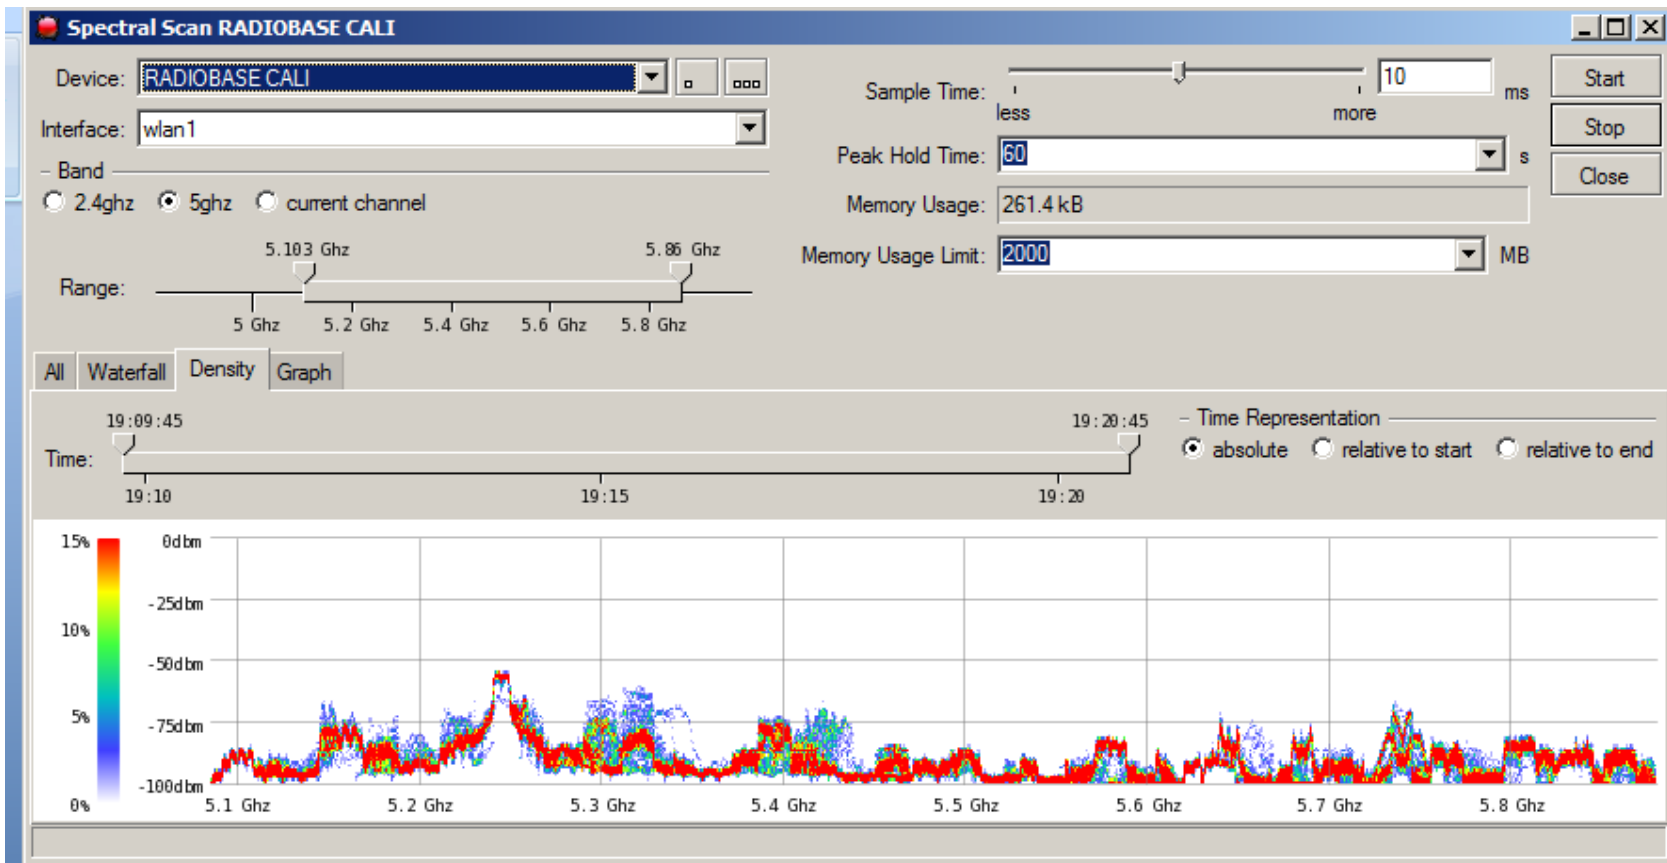 Spectral Scan RADIOBASE CALI
Device: RADIOBASE CALI
Interface: wlan1
Band
2.4ghz 5ghz current channel
5.103 Ghz 5.86 Ghz
Range:
5 Ghz 5.2 Ghz 5.4 Ghz 5.6 Ghz 5.8 Ghz
Sample Time: 10 ms
less more
Peak Hold Time: 60 s
Memory Usage: 261.4 kB
Memory Usage Limit: 2000 MB
Start
Stop
Close
All Waterfall Density Graph
19:09:45 19:20:45
Time:
19:10 19:15 19:20
Time Representation
absolute relative to start relative to end
15% 0dbm
-25dbm
10%
-50dbm
5% -75dbm
-100dbm
0% 5.1 Ghz 5.2 Ghz 5.3 Ghz 5.4 Ghz 5.5 Ghz 5.6 Ghz 5.7 Ghz 5.8 Ghz